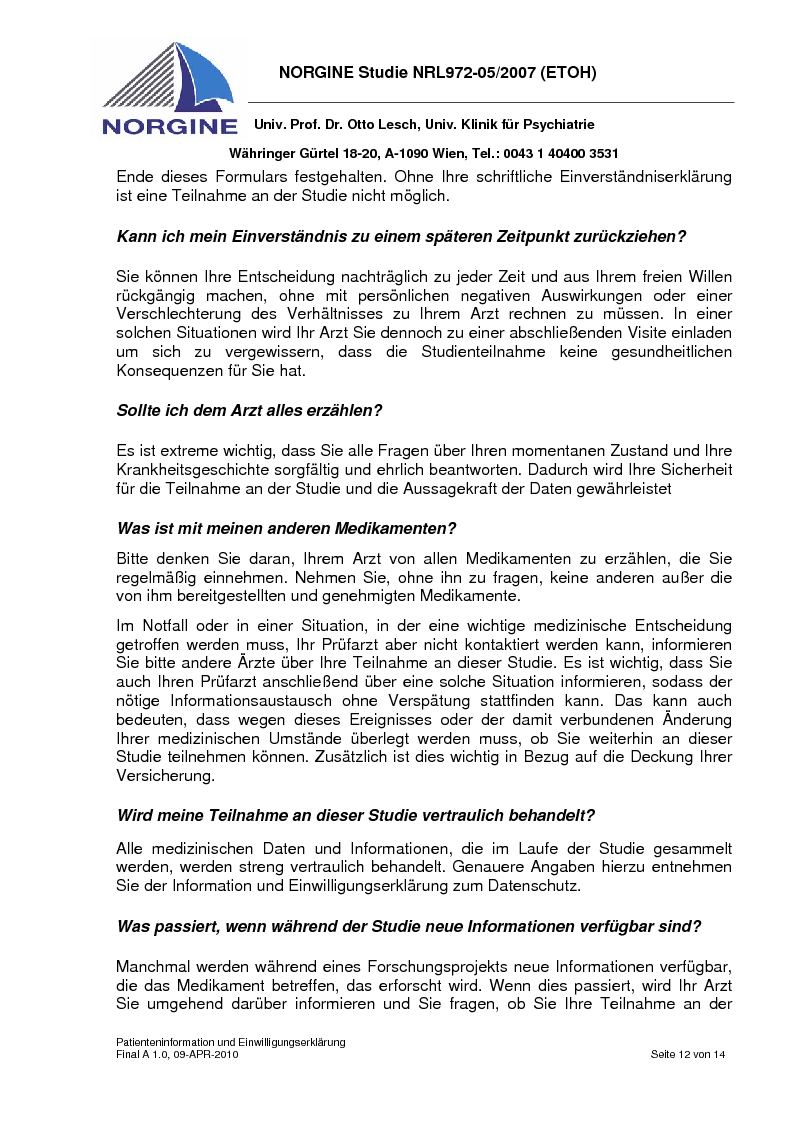 NORGINE Studie NRL972-05/2007 (ETOH)
NORGINE
Univ. Prof. Dr. Otto Lesch, Univ. Klinik für Psychiatrie
Währinger Gürtel 18-20, A-1090 Wien, Tel.: 0043 1 40400 3531
Ende dieses Formulars festgehalten. Ohne Ihre schriftliche Einverständniserklärung
ist eine Teilnahme an der Studie nicht möglich.
Kann ich mein Einverständnis zu einem späteren Zeitpunkt zurückziehen?
Sie können Ihre Entscheidung nachträglich zu jeder Zeit und aus Ihrem freien Willen
rückgängig machen, ohne mit persönlichen negativen Auswirkungen oder einer
Verschlechterung des Verhältnisses zu Ihrem Arzt rechnen zu müssen. In einer
solchen Situationen wird Ihr Arzt Sie dennoch zu einer abschließenden Visite einladen
um sich zu vergewissern, dass die Studienteilnahme keine gesundheitlichen
Konsequenzen für Sie hat.
Sollte ich dem Arzt alles erzählen?
Es ist extreme wichtig, dass Sie alle Fragen über Ihren momentanen Zustand und Ihre
Krankheitsgeschichte sorgfältig und ehrlich beantworten. Dadurch wird Ihre Sicherheit
für die Teilnahme an der Studie und die Aussagekraft der Daten gewährleistet
Was ist mit meinen anderen Medikamenten?
Bitte denken Sie daran, Ihrem Arzt von allen Medikamenten zu erzählen, die Sie
regelmäßig einnehmen. Nehmen Sie, ohne ihn zu fragen, keine anderen außer die
von ihm bereitgestellten und genehmigten Medikamente.
Im Notfall oder in einer Situation, in der eine wichtige medizinische Entscheidung
getroffen werden muss, Ihr Prüfarzt aber nicht kontaktiert werden kann, informieren
Sie bitte andere Ärzte über Ihre Teilnahme an dieser Studie. Es ist wichtig, dass Sie
auch Ihren Prüfarzt anschließend über eine solche Situation informieren, sodass der
nötige Informationsaustausch ohne Verspätung stattfinden kann. Das kann auch
bedeuten, dass wegen dieses Ereignisses oder der damit verbundenen Änderung
Ihrer medizinischen Umstände überlegt werden muss, ob Sie weiterhin an dieser
Studie teilnehmen können. Zusätzlich ist dies wichtig in Bezug auf die Deckung Ihrer
Versicherung.
Wird meine Teilnahme an dieser Studie vertraulich behandelt?
Alle medizinischen Daten und Informationen, die im Laufe der Studie gesammelt
werden, werden streng vertraulich behandelt. Genauere Angaben hierzu entnehmen
Sie der Information und Einwilligungserklärung zum Datenschutz.
Was passiert, wenn während der Studie neue Informationen verfügbar sind?
Manchmal werden während eines Forschungsprojekts neue Informationen verfügbar,
die das Medikament betreffen, das erforscht wird. Wenn dies passiert, wird Ihr Arzt
Sie umgehend darüber informieren und Sie fragen, ob Sie Ihre Teilnahme an der
Patienteninformation und Einwilligungserklärung
Final A 1.0, 09-APR-2010 Seite 12 von 14